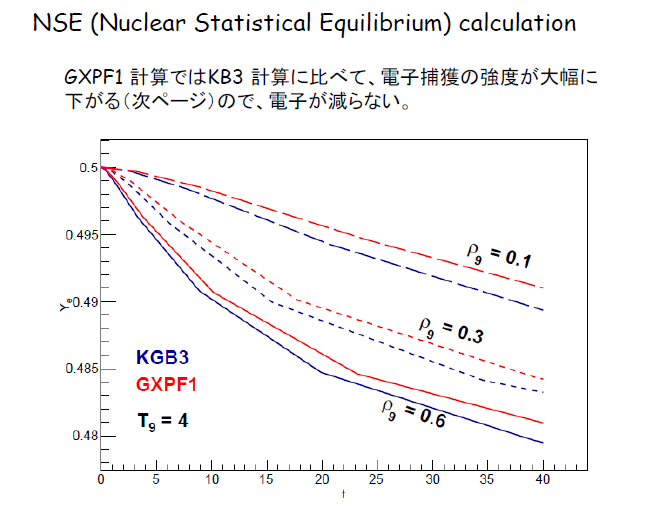 NSE (Nuclear Statistical Equilibrium) calculation
GXPF1 計算ではKB3 計算に比べて、電子捕獲の強度が大幅に
下がる（次ページ）ので、電子が減らない。
0.5
0.495
0.49
0.485
0.48
Ye
ρ9 = 0.1
ρ9 = 0.3
ρ9 = 0.6
KGB3
GXPF1
T9 = 4
0 5 10 15 20 25 30 35 40
t